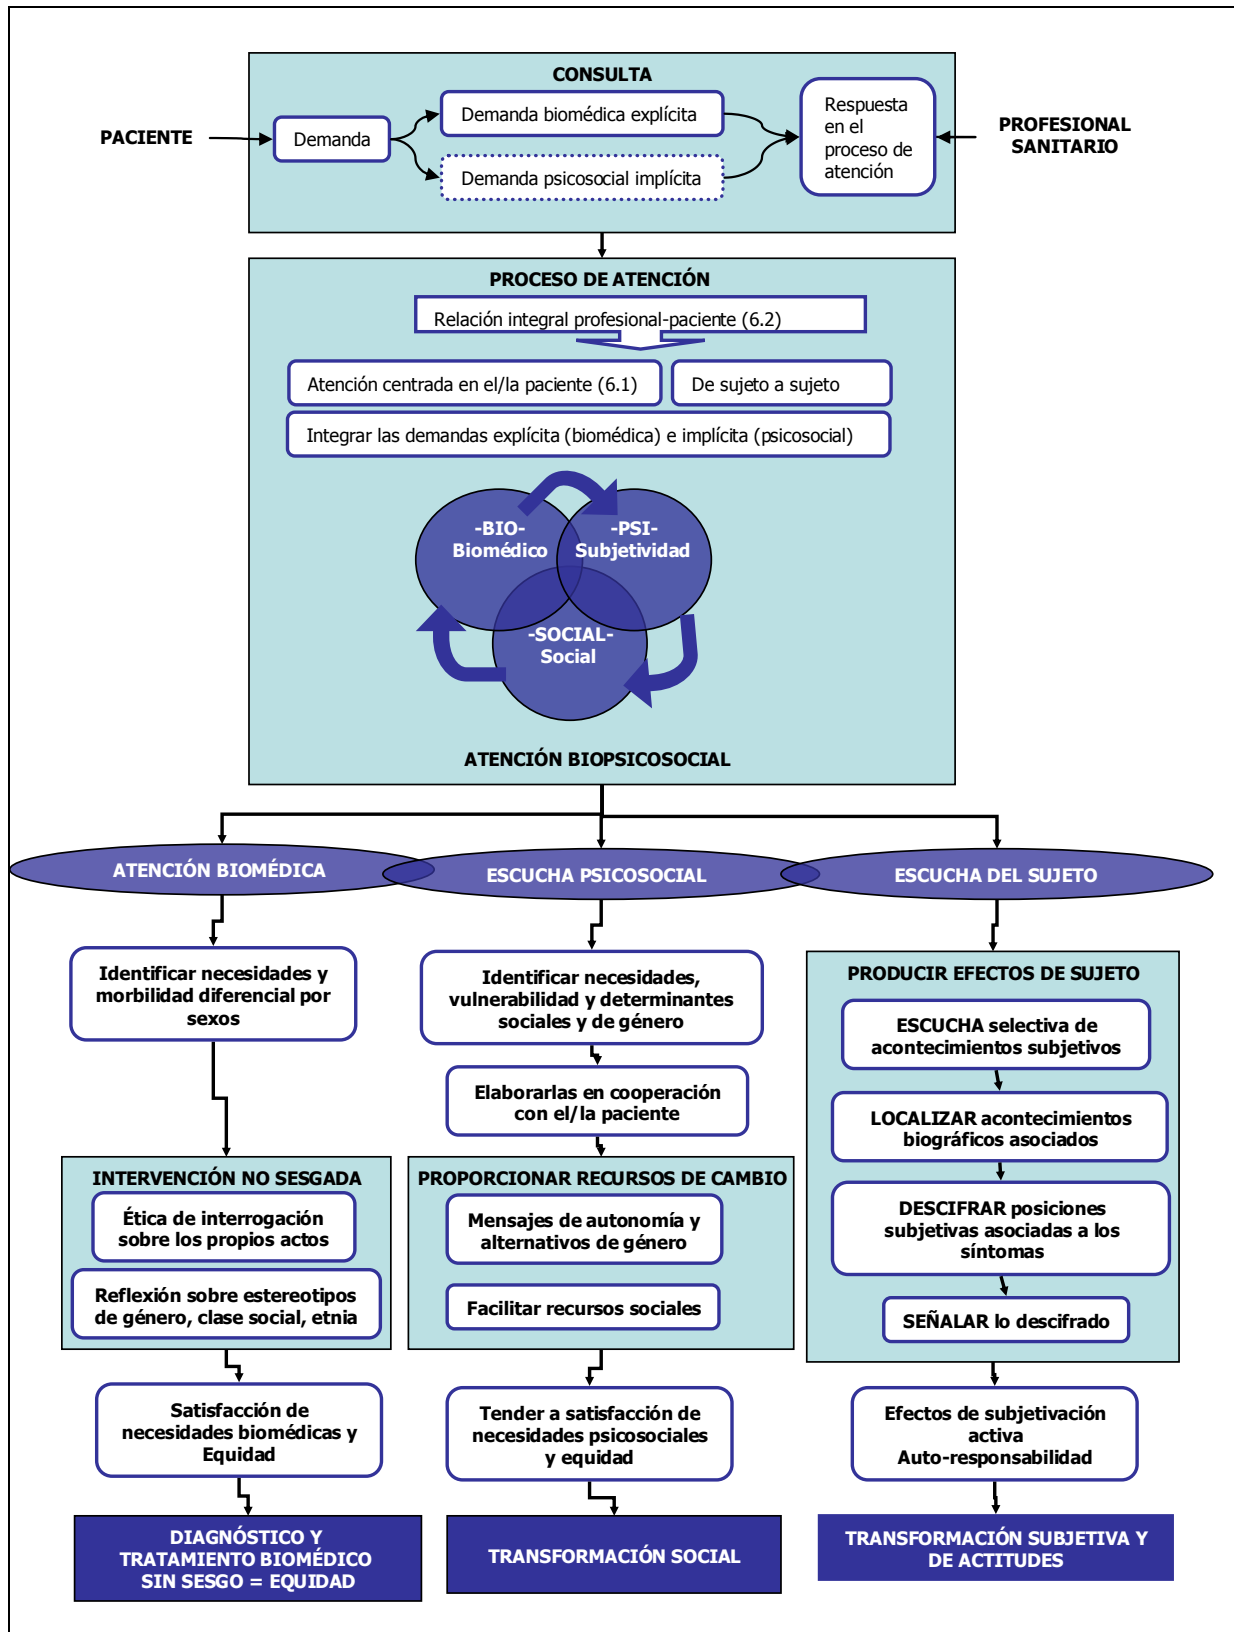 CONSULTA
PACIENTE
Demanda
Demanda biomédica explícita
Demanda psicosocial implícita
Respuesta
en el
proceso de
atención
PROFESIONAL
SANITARIO
PROCESO DE ATENCIÓN
Relación integral profesional-paciente (6.2)
Atención centrada en el/la paciente (6.1)
De sujeto a sujeto
Integrar las demandas explícita (biomédica) e implícita (psicosocial)
-BIO-
Biomédico
-PSI-
Subjetividad
-SOCIAL-
Social
ATENCIÓN BIOPSICOSOCIAL
ATENCIÓN BIOMÉDICA
Identificar necesidades y
morbilidad diferencial por
sexos
INTERVENCIÓN NO SESGADA
Ética de interrogación
sobre los propios actos
Reflexión sobre estereotipos
de género, clase social, etnia
Satisfacción de
necesidades biomédicas y
Equidad
DIAGNÓSTICO Y
TRATAMIENTO BIOMÉDICO
SIN SESGO = EQUIDAD
ESCUCHA PSICOSOCIAL
Identificar necesidades,
vulnerabilidad y determinantes
sociales y de género
Elaborarlas en cooperación
con el/la paciente
PROPORCIONAR RECURSOS DE CAMBIO
Mensajes de autonomía y
alternativos de género
Facilitar recursos sociales
Tender a satisfacción de
necesidades psicosociales
y equidad
TRANSFORMACIÓN SOCIAL
ESCUCHA DEL SUJETO
PRODUCIR EFECTOS DE SUJETO
ESCUCHA selectiva de
acontecimientos subjetivos
LOCALIZAR acontecimientos
biográficos asociados
DESCIFRAR posiciones
subjetivas asociadas a los
síntomas
SEÑALAR lo descifrado
Efectos de subjetivación
activa
Auto-responsabilidad
TRANSFORMACIÓN SUBJETIVA Y
DE ACTITUDES